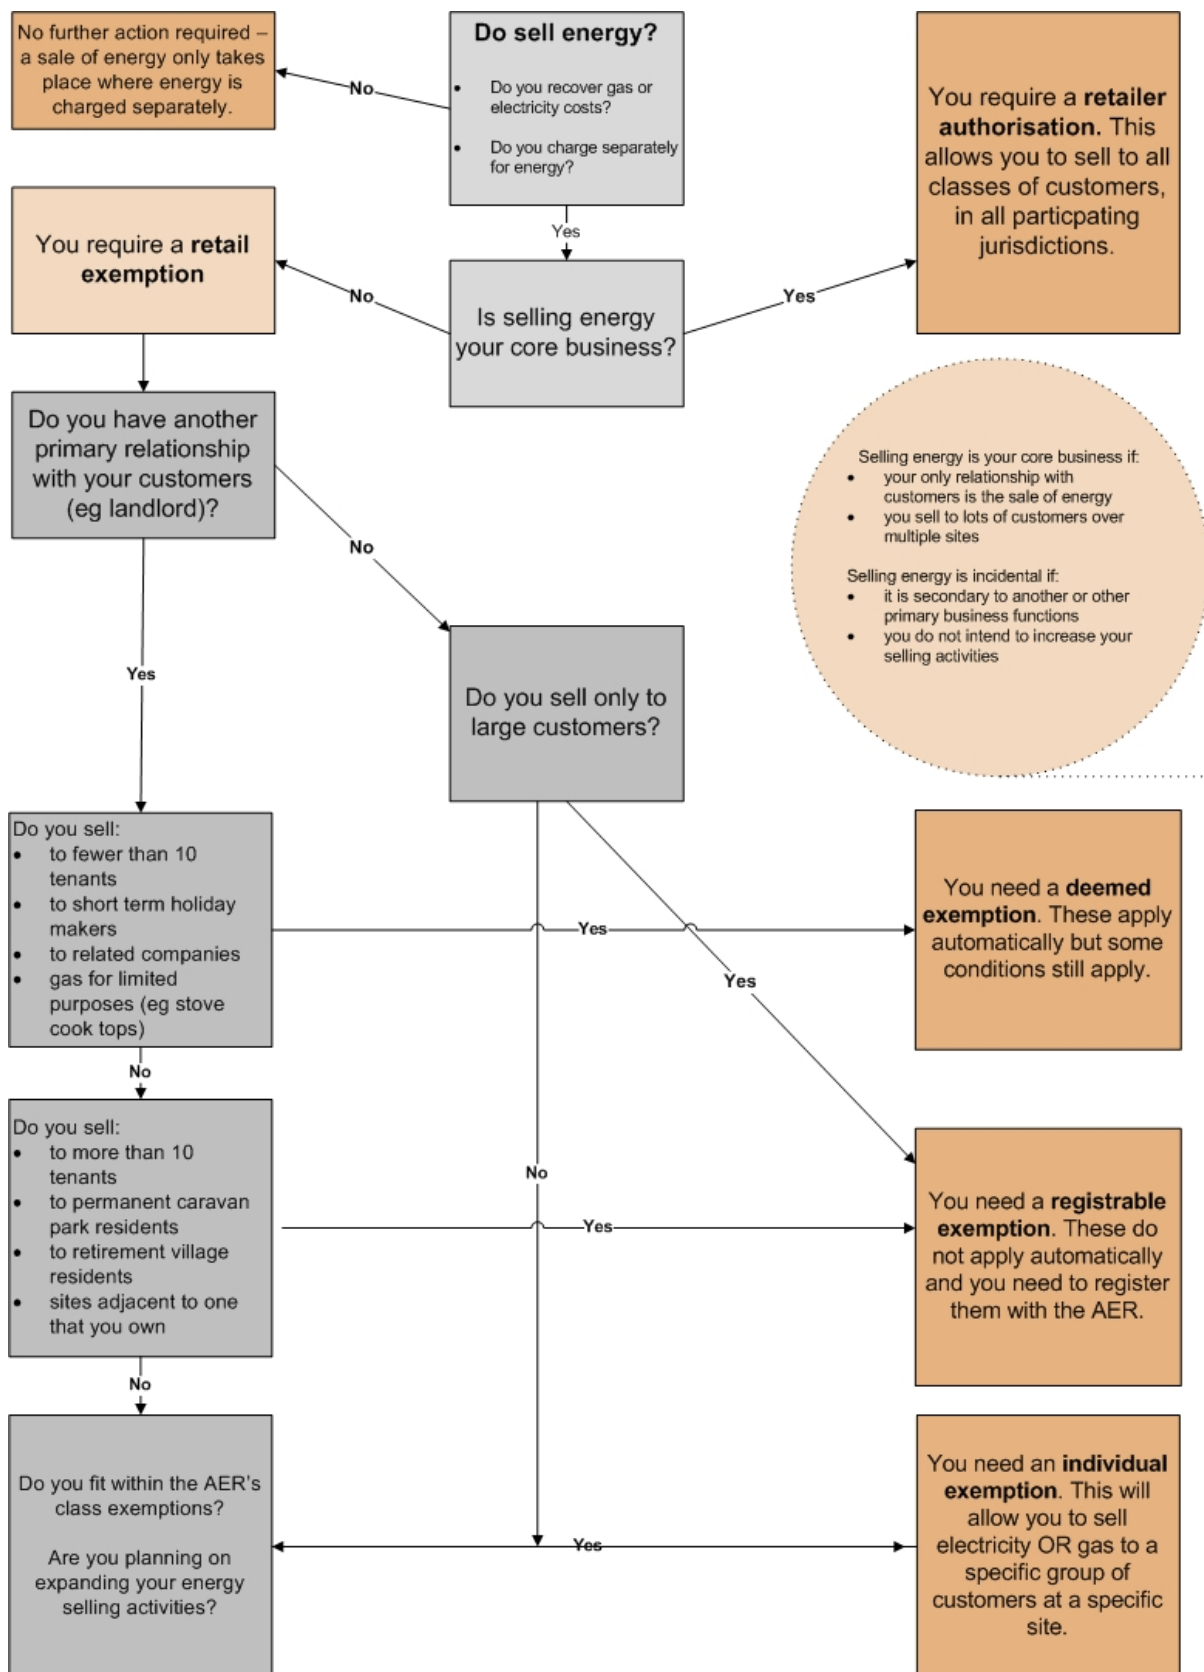 No further action required –
a sale of energy only takes
place where energy is
charged separately.
No
Do sell energy?
• Do you recover gas or
electricity costs?
• Do you charge separately
for energy?
Yes
You require a retailer
authorisation. This
allows you to sell to all
classes of customers,
in all particpating
jurisdictions.
You require a retail
exemption
No
Is selling energy
your core business?
Yes
Do you have another
primary relationship
with your customers
(eg landlord)?
No
Yes
Selling energy is your core business if:
• your only relationship with
customers is the sale of energy
• you sell to lots of customers over
multiple sites
Selling energy is incidental if:
• it is secondary to another or other
primary business functions
• you do not intend to increase your
selling activities
Do you sell only to
large customers?
Do you sell:
• to fewer than 10
tenants
• to short term holiday
makers
• to related companies
• gas for limited
purposes (eg stove
cook tops)
Yes
You need a deemed
exemption. These apply
automatically but some
conditions still apply.
Yes
No
Do you sell:
• to more than 10
tenants
• to permanent caravan
park residents
• to retirement village
residents
• sites adjacent to one
that you own
No
Yes
You need a registrable
exemption. These do
not apply automatically
and you need to register
them with the AER.
No
Do you fit within the AER's
class exemptions?
Are you planning on
expanding your energy
selling activities?
Yes
You need an individual
exemption. This will
allow you to sell
electricity OR gas to a
specific group of
customers at a specific
site.